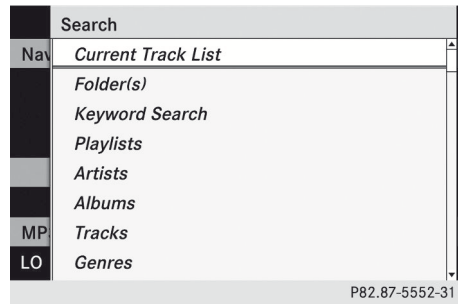 Search
Nav
Current Track List
Folder(s)
Keyword Search
Playlists
Artists
Albums
MP
Tracks
LO
Genres
P82.87-5552-31